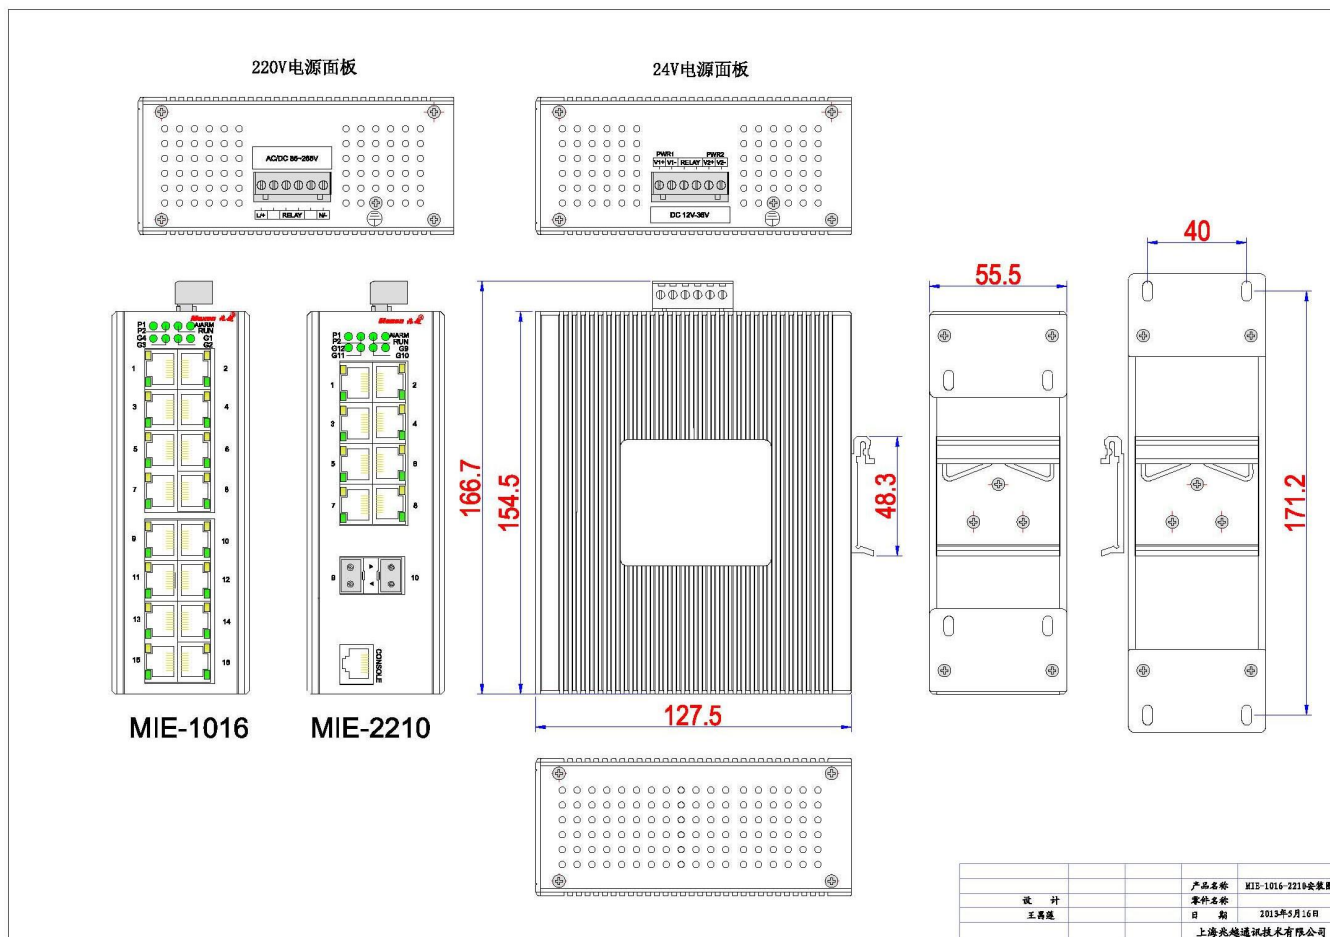 220V电源面板
24V电源面板
AC/DC 86~265V
L/+ RELAY N/-
PWR1 PWR2
V1+ V1- RELAY V2+ V2-
DC 12V-36V
40
55.5
P1 AlARM
P2 RUN
G4 G1
G3 G2
1 2
3 4
5 6
7 8
9 10
11 12
13 14
15 16
MIE-1016
P1 AlARM
P2 RUN
G12 G9
G11 G10
1 2
3 4
5 6
7 8
9 10
CONSOLE
MIE-2210
166.7
154.5
127.5
48.3
171.2
产品名称 MIE-1016-2210安装图
设 计 零件名称
日 期 2013年5月16日
上海兆越通讯技术有限公司